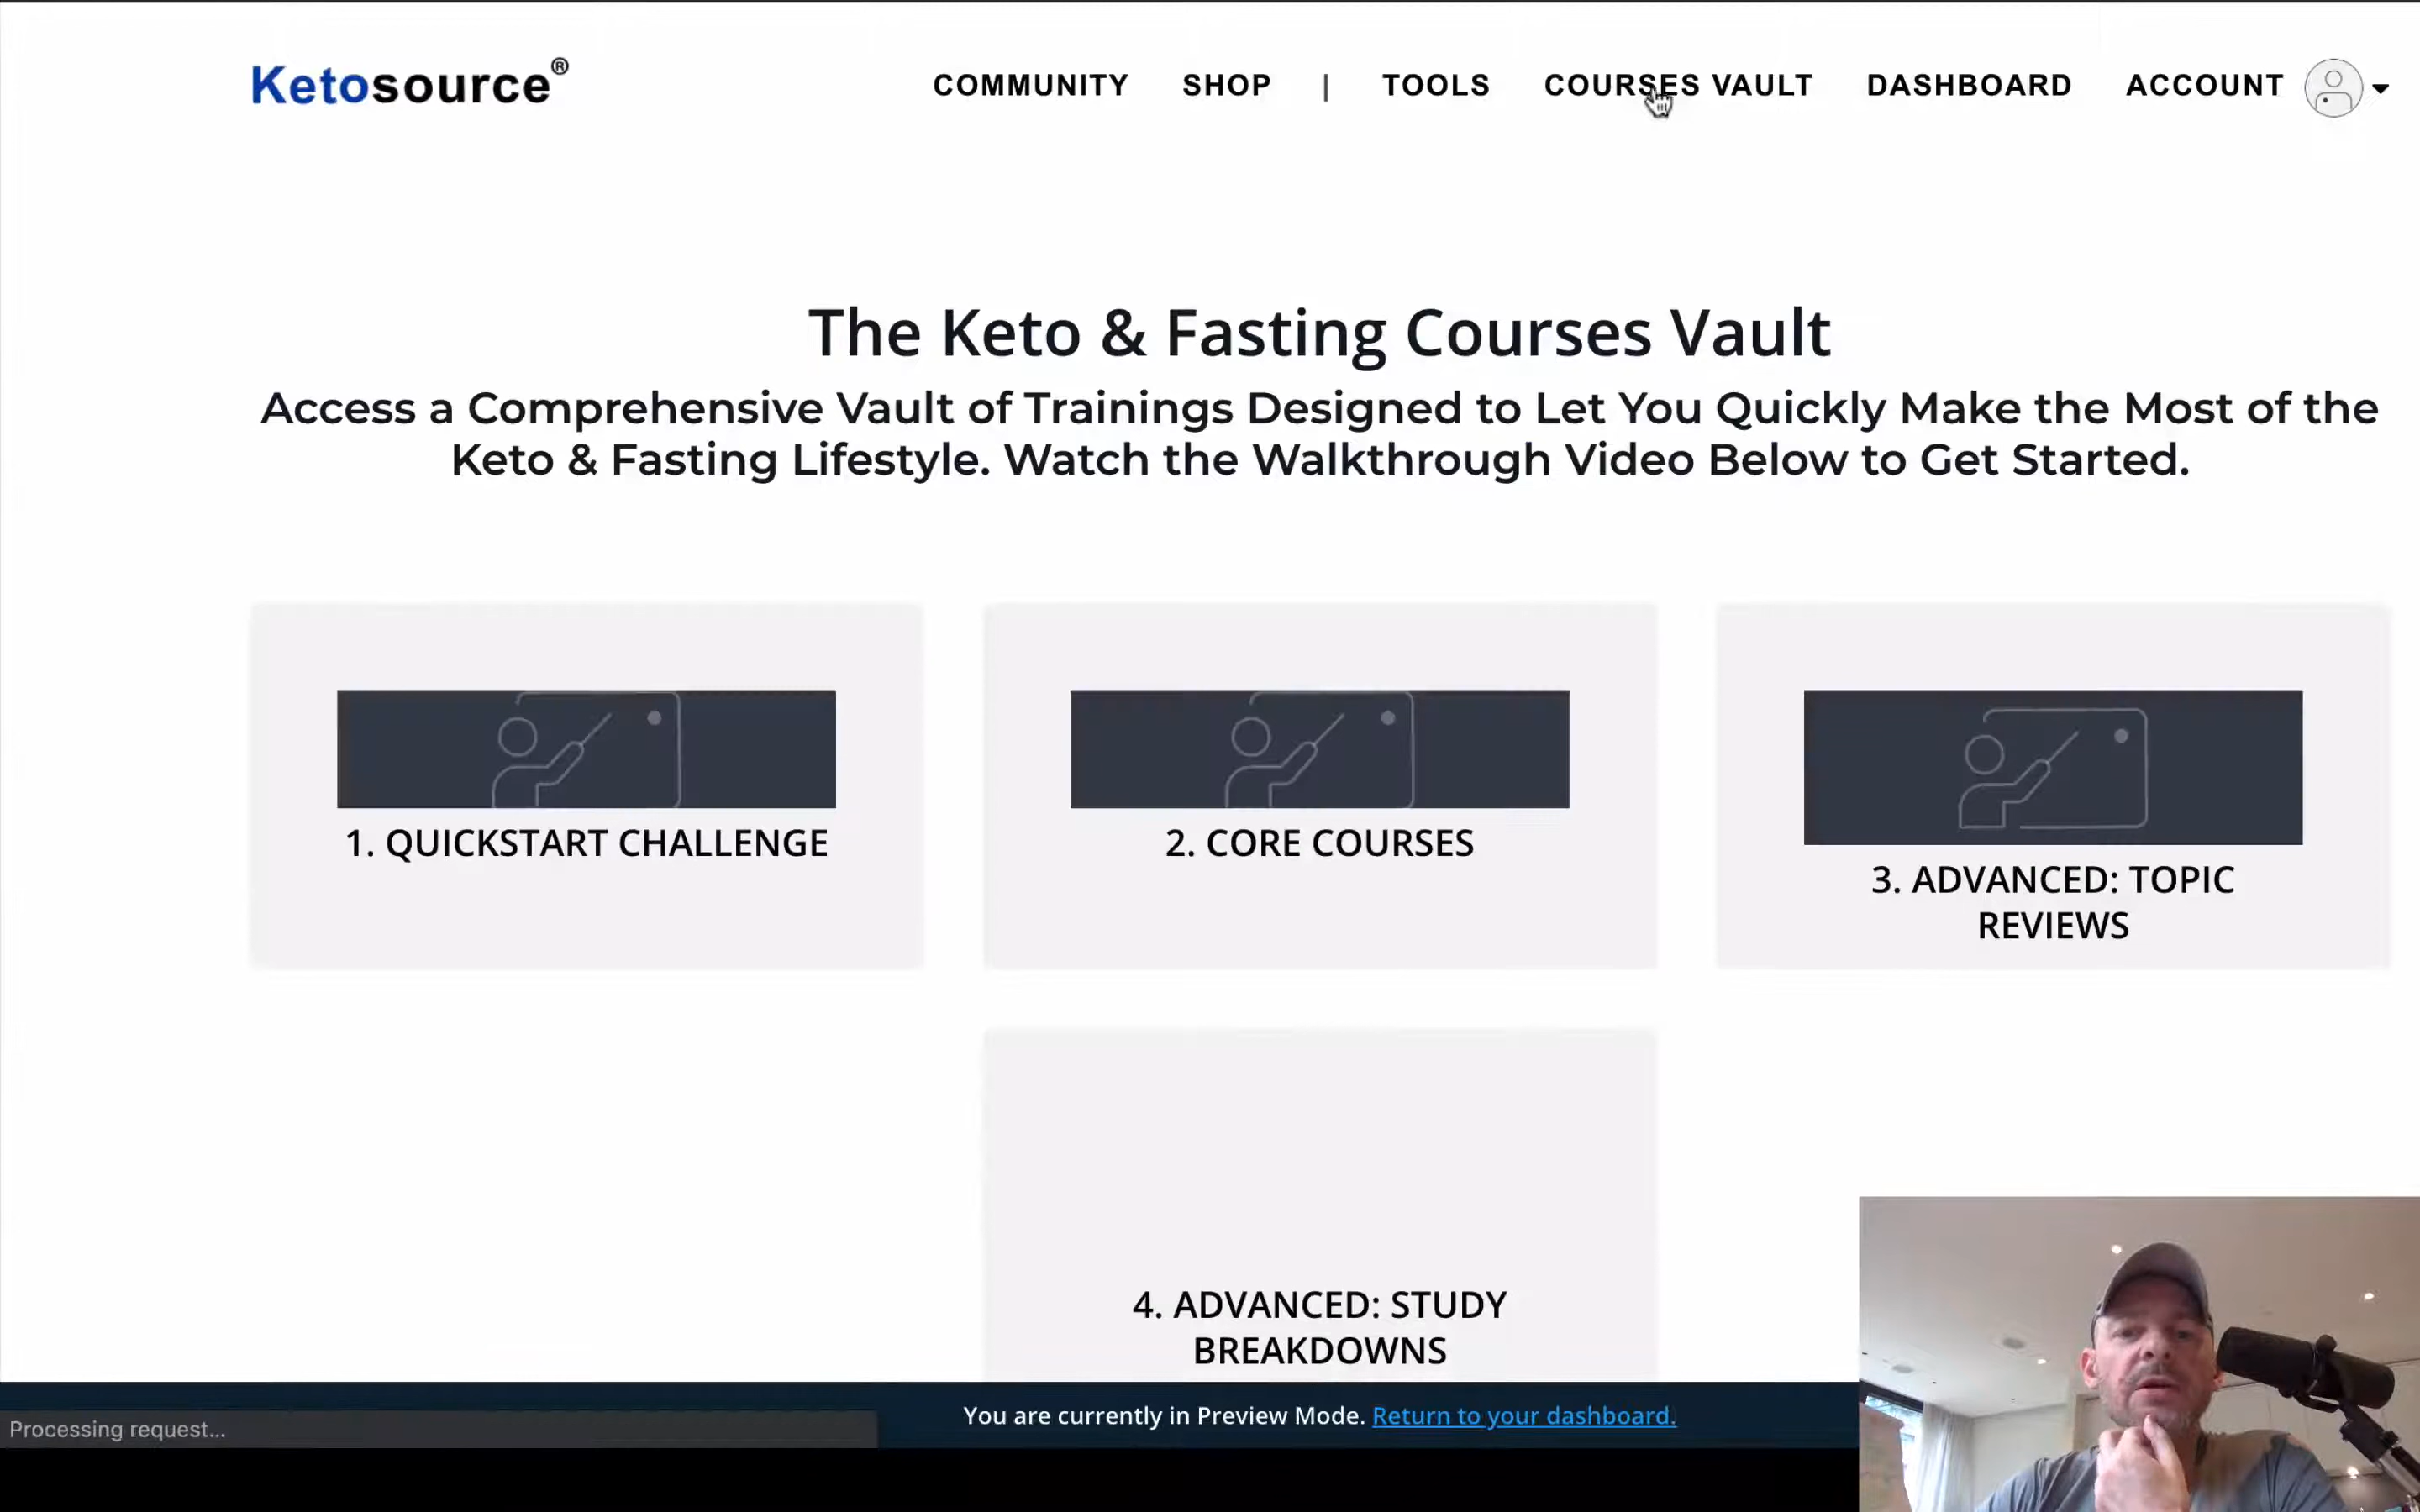 Ketosource®
COMMUNITY SHOP | TOOLS COURSES VAULT DASHBOARD ACCOUNT
The Keto & Fasting Courses Vault
Access a Comprehensive Vault of Trainings Designed to Let You Quickly Make the Most of the
Keto & Fasting Lifestyle. Watch the Walkthrough Video Below to Get Started.
1. QUICKSTART CHALLENGE
2. CORE COURSES
3. ADVANCED: TOPIC
REVIEWS
4. ADVANCED: STUDY
BREAKDOWNS
You are currently in Preview Mode. Return to your dashboard.
Processing request...